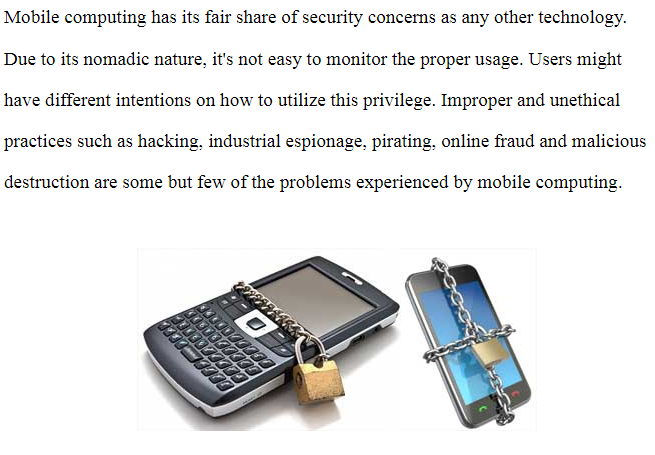 Mobile computing has its fair share of security concerns as any other technology.
Due to its nomadic nature, it's not easy to monitor the proper usage. Users might
have different intentions on how to utilize this privilege. Improper and unethical
practices such as hacking, industrial espionage, pirating, online fraud and malicious
destruction are some but few of the problems experienced by mobile computing.